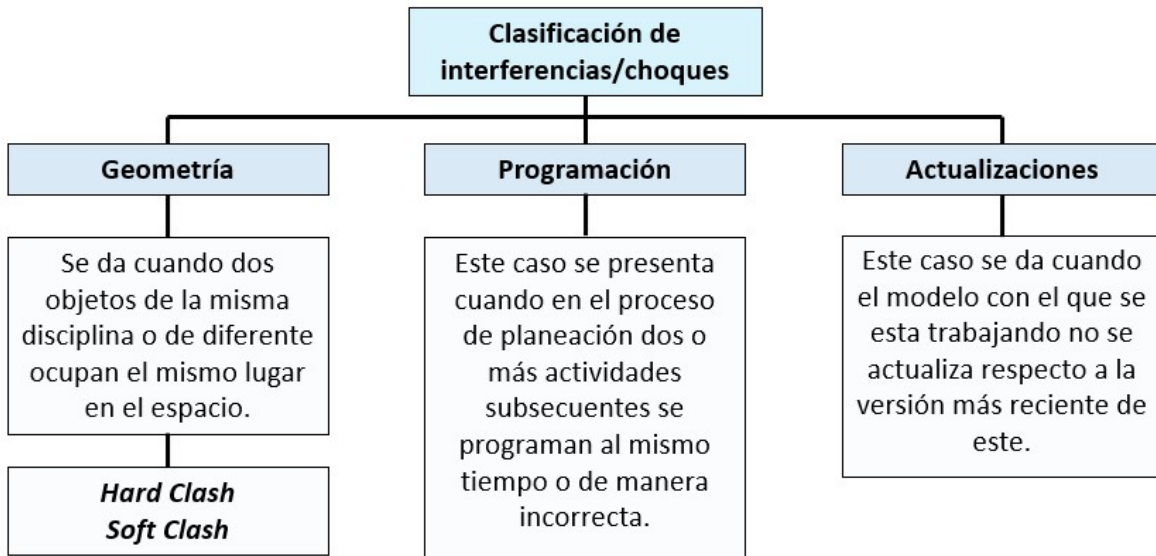 Clasificación de
interferencias/choques
Geometría
Programación
Actualizaciones
Se da cuando dos
objetos de la misma
disciplina o de diferente
ocupan el mismo lugar
en el espacio.
Hard Clash
Soft Clash
Este caso se presenta
cuando en el proceso
de planeación dos o
más actividades
subsecuentes se
programan al mismo
tiempo o de manera
incorrecta.
Este caso se da cuando
el modelo con el que se
esta trabajando no se
actualiza respecto a la
versión más reciente de
este.